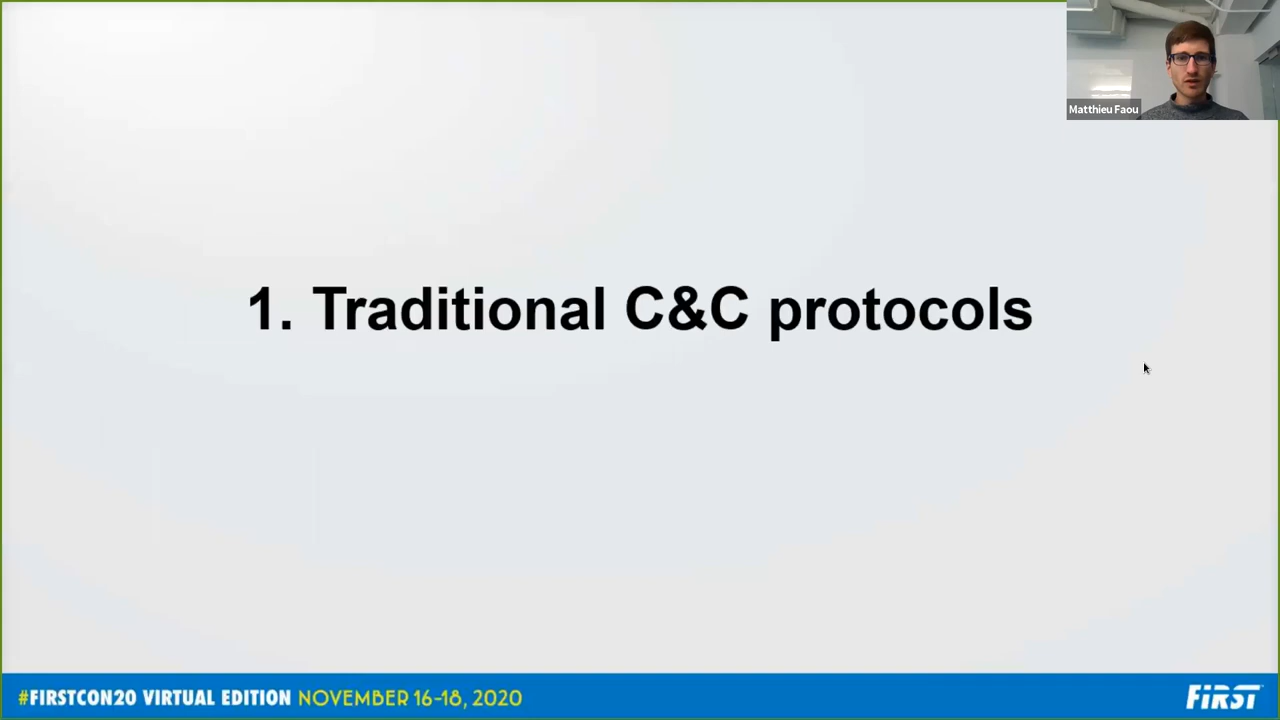 Matthieu Faou
1. Traditional C&C protocols
#FIRSTCON20 VIRTUAL EDITION NOVEMBER 16-18, 2020
FIRST